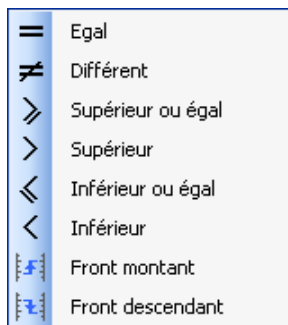 = Egal
≠ Différent
⩾ Supérieur ou égal
> Supérieur
⩽ Inférieur ou égal
< Inférieur
Front montant
Front descendant